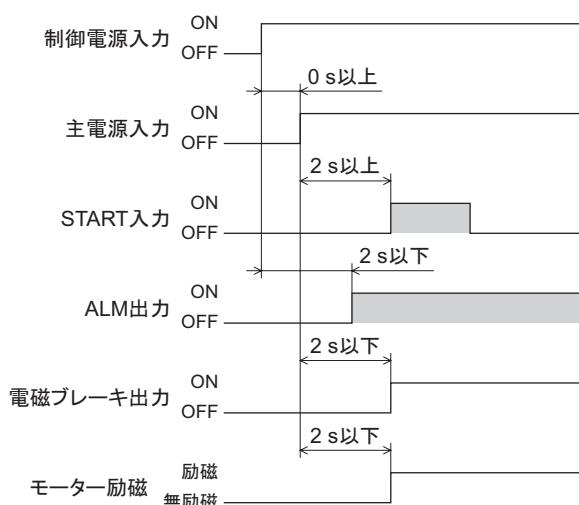 制御電源入力
ON
OFF
0 s以上
主電源入力
ON
OFF
2 s以上
START入力
ON
OFF
2 s以下
ALM出力
ON
OFF
2 s以下
電磁ブレーキ出力
ON
OFF
2 s以下
モーター励磁
励磁
無励磁